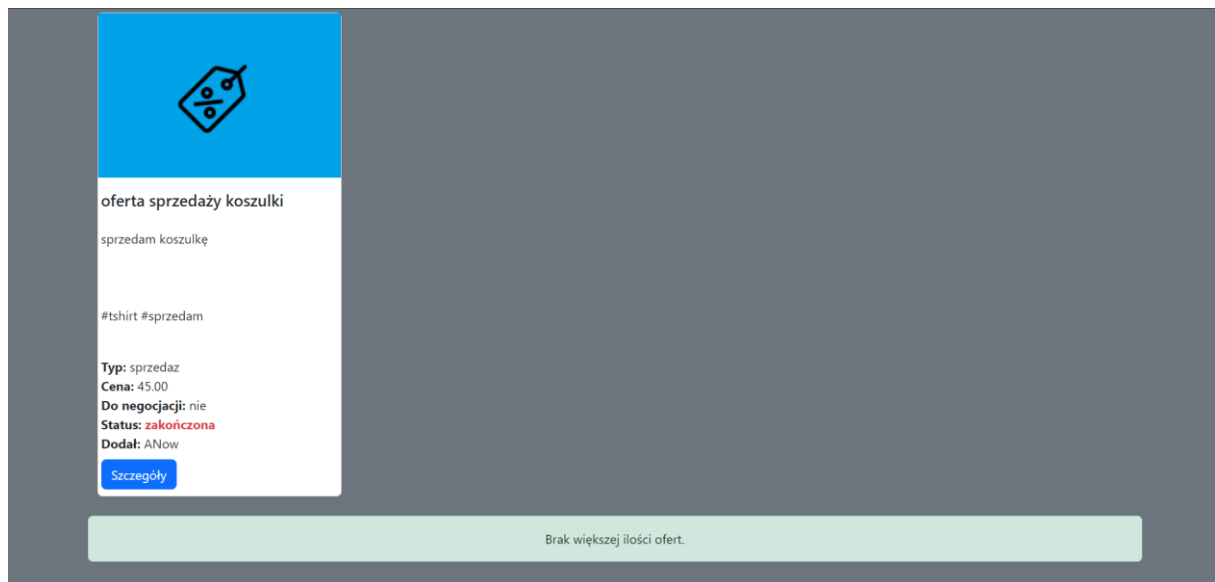 oferta sprzedaży koszulki
sprzedam koszulkę
#tshirt #sprzedam
Typ: sprzedaz
Cena: 45.00
Do negocjacji: nie
Status: zakończona
Dodał: ANow
Szczegóły
Brak większej ilości ofert.